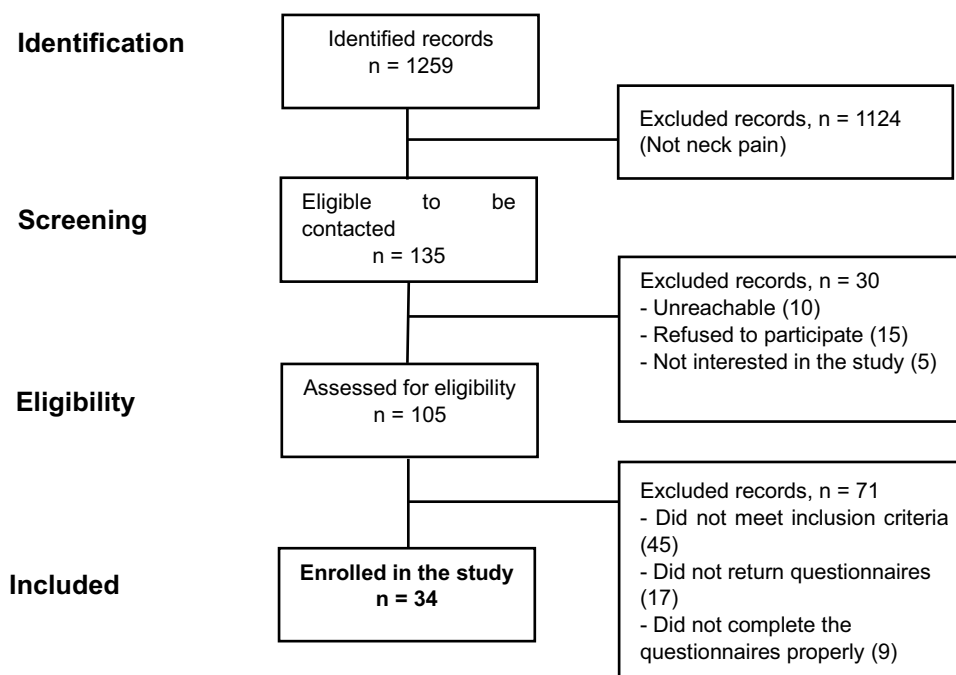 Identification
Identified records
n = 1259
Excluded records, n = 1124
(Not neck pain)
Screening
Eligible to be
contacted
n = 135
Excluded records, n = 30
- Unreachable (10)
- Refused to participate (15)
- Not interested in the study (5)
Eligibility
Assessed for eligibility
n = 105
Excluded records, n = 71
- Did not meet inclusion criteria
(45)
- Did not return questionnaires
(17)
- Did not complete the
questionnaires properly (9)
Included
Enrolled in the study
n = 34